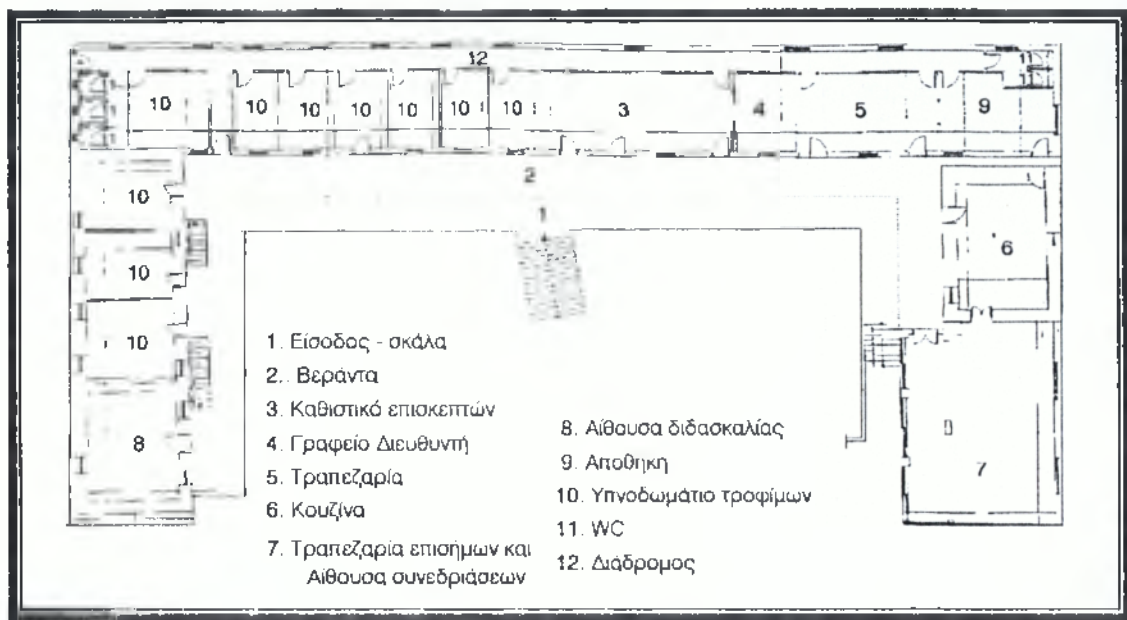 12
10 10 10 10 10 10 10 3 4 5 9
2
10
1
6
10
10
8
7
1. Είσοδος - σκάλα
2. Βεράντα
3. Καθιστικό επισκεπτών
4. Γραφείο Διευθυντή
5. Τραπεζαρία
6. Κουζίνα
7. Τραπεζαρία επισήμων και
Αίθουσα συνεδριάσεων
8. Αίθουσα διδασκαλίας
9. Αποθηκη
10. Υπνοδωμάτιο τροφίμων
11. WC
12. Διάδρομος